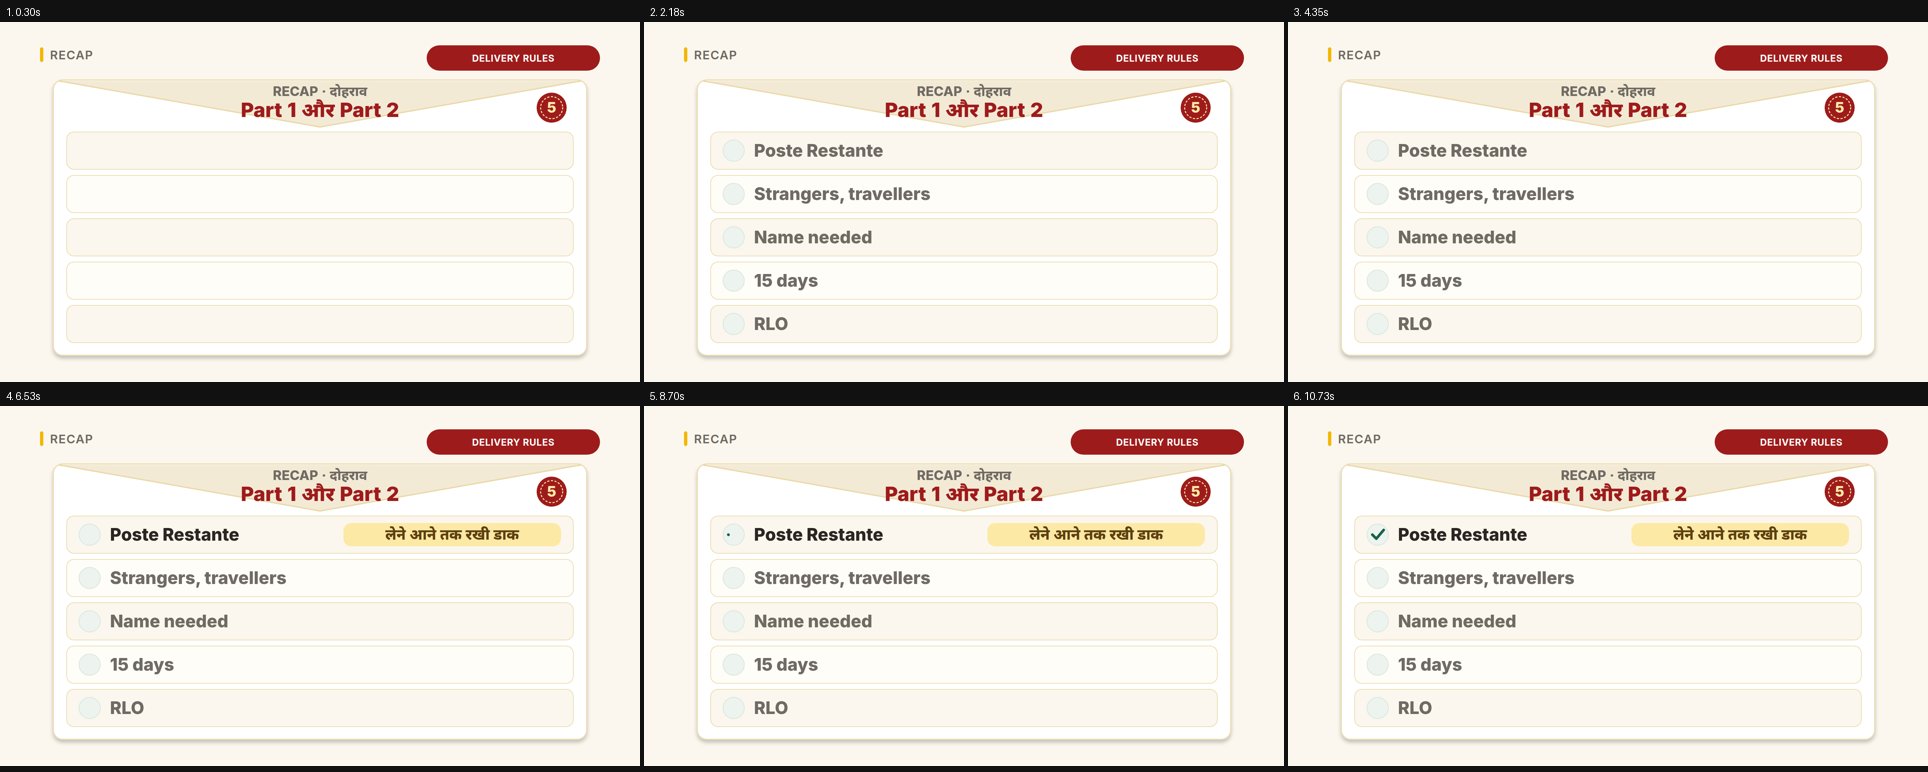 1. 0.30s
RECAP
DELIVERY RULES
RECAP · दोहराव
Part 1 और Part 2
5
2. 2.18s
RECAP
DELIVERY RULES
RECAP · दोहराव
Part 1 और Part 2
5
Poste Restante
Strangers, travellers
Name needed
15 days
RLO
3. 4.35s
RECAP
DELIVERY RULES
RECAP · दोहराव
Part 1 और Part 2
5
Poste Restante
Strangers, travellers
Name needed
15 days
RLO
4. 6.53s
RECAP
DELIVERY RULES
RECAP · दोहराव
Part 1 और Part 2
5
Poste Restante लेने आने तक रखी डाक
Strangers, travellers
Name needed
15 days
RLO
5. 8.70s
RECAP
DELIVERY RULES
RECAP · दोहराव
Part 1 और Part 2
5
Poste Restante लेने आने तक रखी डाक
Strangers, travellers
Name needed
15 days
RLO
6. 10.73s
RECAP
DELIVERY RULES
RECAP · दोहराव
Part 1 और Part 2
5
Poste Restante लेने आने तक रखी डाक
Strangers, travellers
Name needed
15 days
RLO